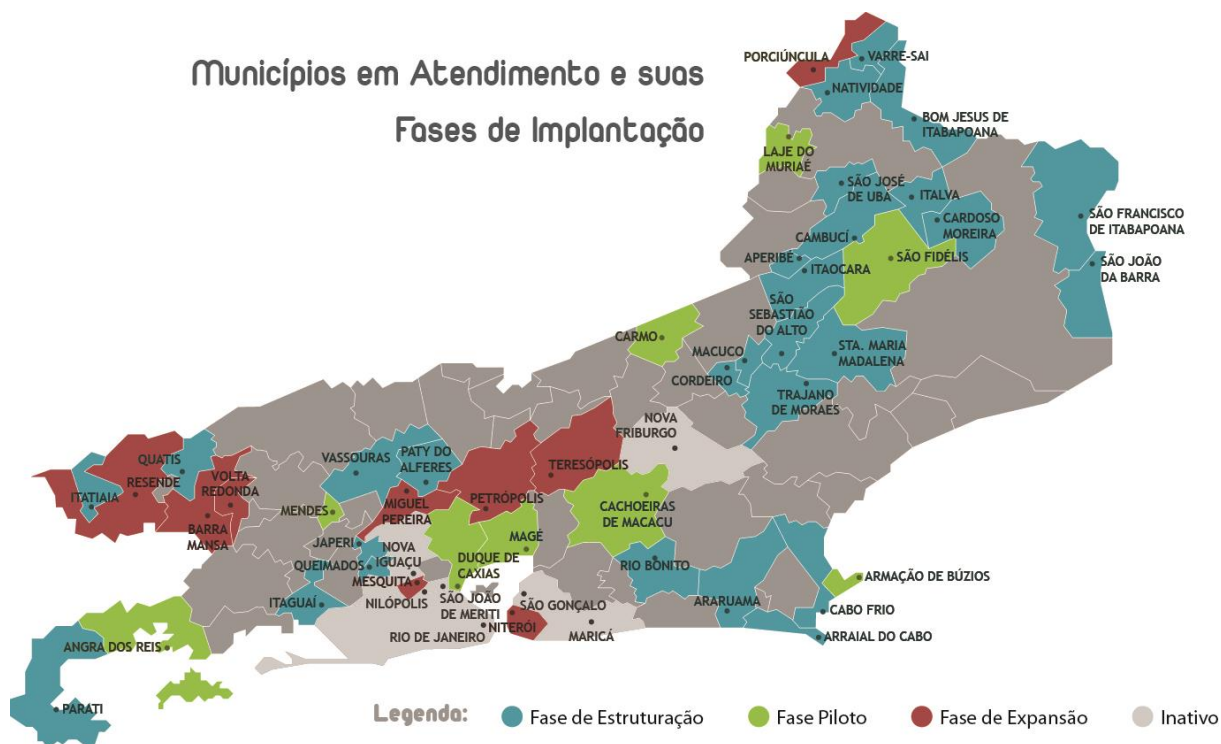 Municípios em Atendimento e suas
Fases de Implantação
PORCIÚNCULA
VARRE-SAI
NATIVIDADE
BOM JESUS DE
ITABAPOANA
LAJE DO
MURIAÉ
SÃO JOSÉ
DE UBA
ITALVA
CARDOSO
MOREIRA
SÃO FRANCISCO
DE ITABAPOANA
CAMBUCÍ
APERIBÉ
ITAOCARA
SÃO FIDÉLIS
SÃO JOÃO
DA BARRA
SÃO
SEBASTIÃO
DO ALTO
CARMO
MACUCO
CORDEIRO
STA. MARIA
MADALENA
TRAJANO
DE MORAES
NOVA
FRIBURGO
QUATIS
RESENDE
VOLTA
REDONDA
ITATIAIA
BARRA
MANSA
VASSOURAS
PATY DO
ALFERES
MENDES
MIGUEL
PEREIRA
PETRÓPOLIS
TERESÓPOLIS
CACHOEIRAS
DE MACACU
JAPERI
NOVA
IGUAÇU
QUEIMADOS
MESQUITA
NILÓPOLIS
DUQUE DE
CAXIAS
MAGÉ
ITAGUAÍ
SÃO JOÃO
DE MERITI
SÃO GONÇALO
NITERÓI
RIO DE JANEIRO
MARICÁ
RIO BONITO
ARARUAMA
ARMAÇÃO DE BÚZIOS
CABO FRIO
ARRAIAL DO CABO
ANGRA DOS REIS
PARATI
Legenda:
Fase de Estruturação
Fase Piloto
Fase de Expansão
Inativo